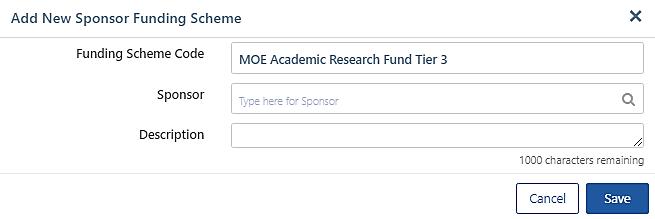 Add New Sponsor Funding Scheme
Funding Scheme Code MOE Academic Research Fund Tier 3
Sponsor Type here for Sponsor
Description
1000 characters remaining
Cancel Save